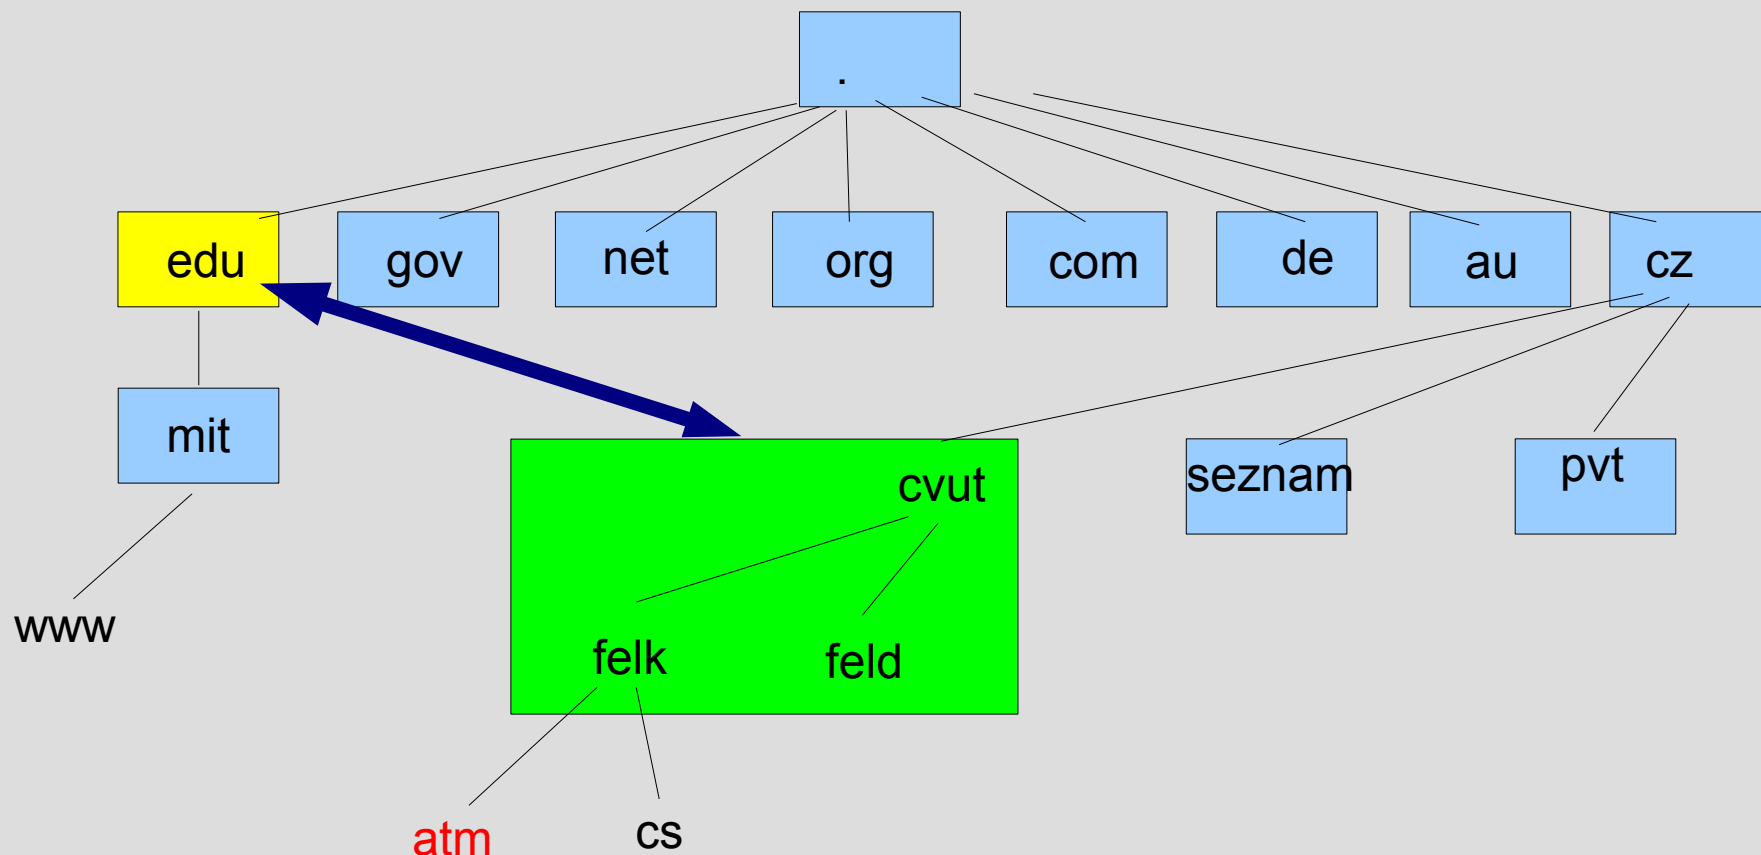 .
edu gov net org com de au cz
mit
cvut seznam pvt
www
felk feld
atm cs